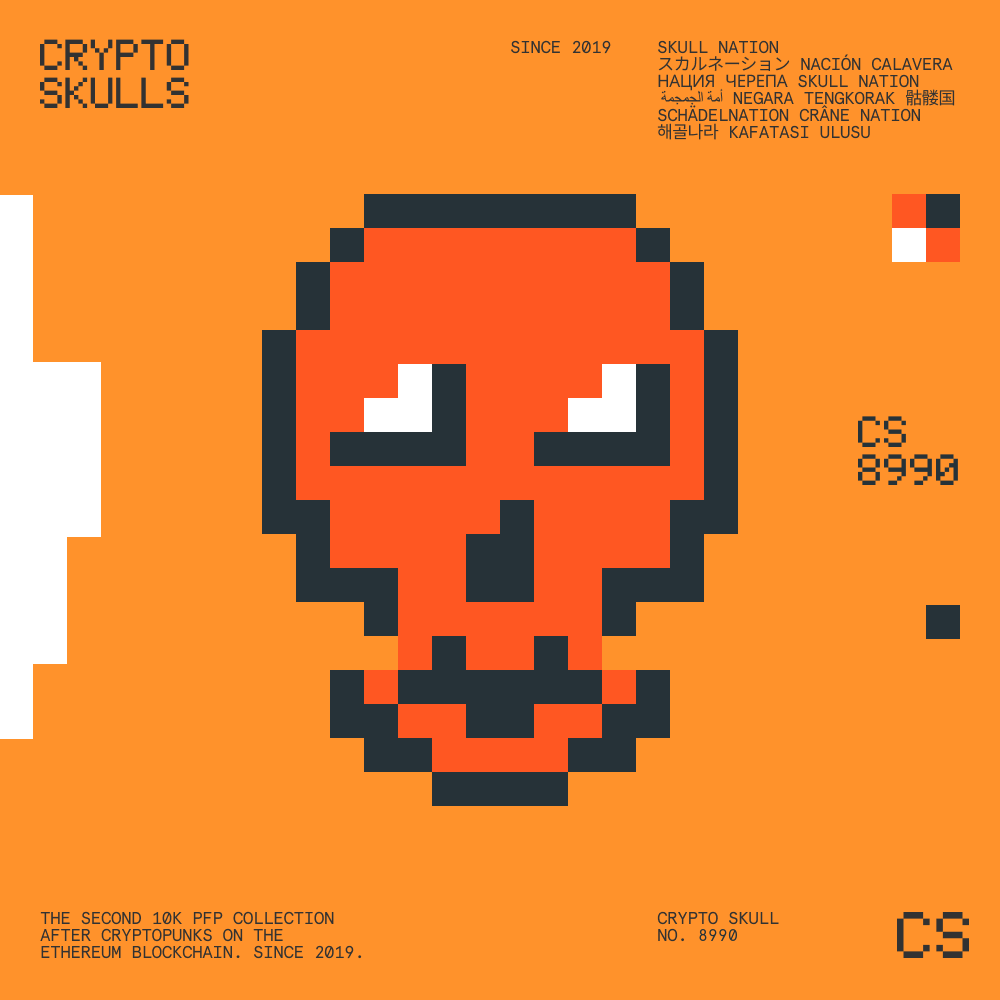 CRYPTO
SKULLS
SINCE 2019
SKULL NATION
スカルネーション NACIÓN CALAVERA
НАЦИЯ ЧЕРЕПА SKULL NATION
أمة الجمجمة NEGARA TENGKORAK 骷髅国
SCHÄDELNATION CRÂNE NATION
해골나라 KAFATASI ULUSU
CS
8990
THE SECOND 10K PFP COLLECTION
AFTER CRYPTOPUNKS ON THE
ETHEREUM BLOCKCHAIN. SINCE 2019.
CRYPTO SKULL
NO. 8990
CS